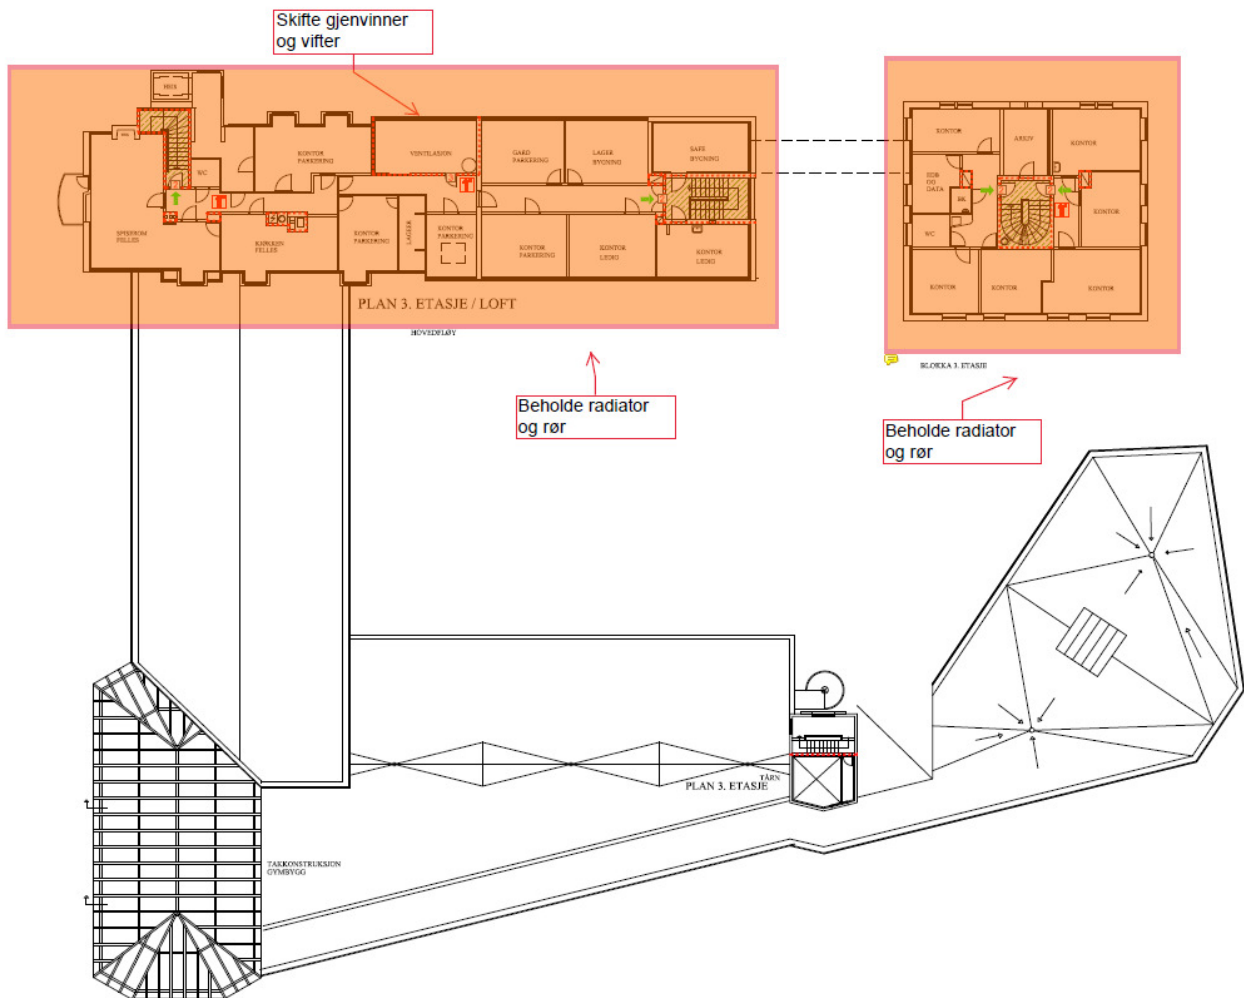 Skifte gjenvinner
og vifter
HEIS
KONTOR
PARKERING
VENTILASJON
GARD
PARKERING
LAGER
BYGNING
SAFE
BYGNING
WC
SPISEROM
FELLES
KJØKKEN
FELLES
KONTOR
PARKERING
LAGER
KONTOR
PARKERING
KONTOR
PARKERING
KONTOR
LEDIG
KONTOR
LEDIG
PLAN 3. ETASJE / LOFT
HOVEDFLØY
KONTOR
ARKIV
KONTOR
EDB
OG
DATA
BK
WC
KONTOR
KONTOR
KONTOR
KONTOR
BLOKKA 3. ETASJE
Beholde radiator
og rør
Beholde radiator
og rør
TÅRN
PLAN 3. ETASJE
TAKKONSTRUKSJON
GYMBYGG